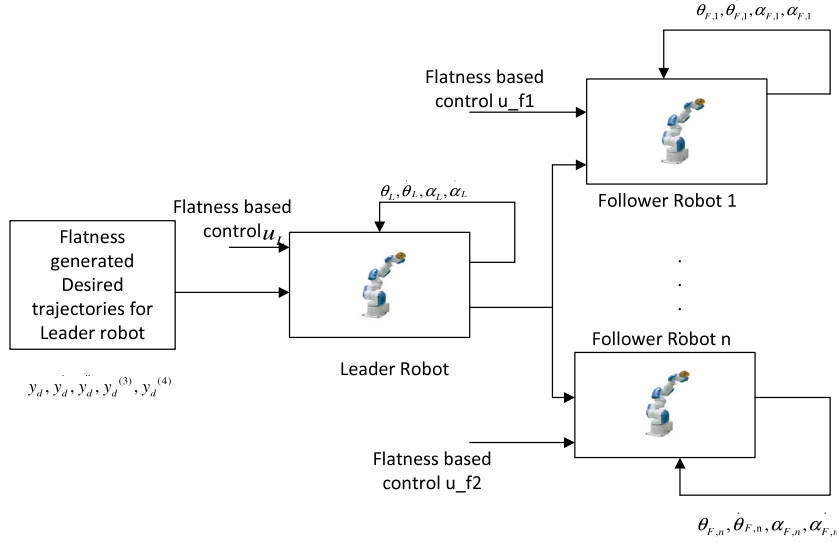 θ_{F,1}, θ̇_{F,1}, α_{F,1}, α̇_{F,1}
Flatness based
control u_f1
Follower Robot 1
θ_L, θ̇_L, α_L, α̇_L
Flatness based
control u_L
Flatness
generated
Desired
trajectories for
Leader robot
Leader Robot
y_d, ẏ_d, ÿ_d, y_d^{(3)}, y_d^{(4)}
.
.
.
.
Follower Robot n
Flatness based
control u_f2
θ_{F,n}, θ̇_{F,n}, α_{F,n}, α̇_{F,n}